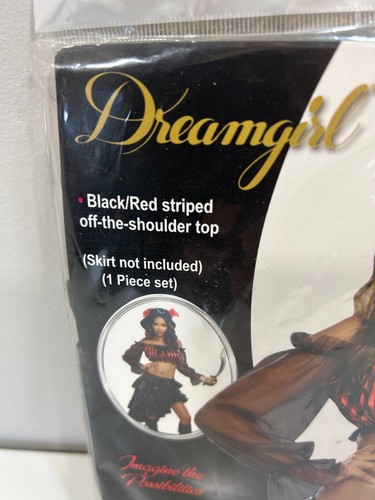 Dreamgirl
• Black/Red striped
off-the-shoulder top
(Skirt not included)
(1 Piece set)
Imagine the
Possibilities